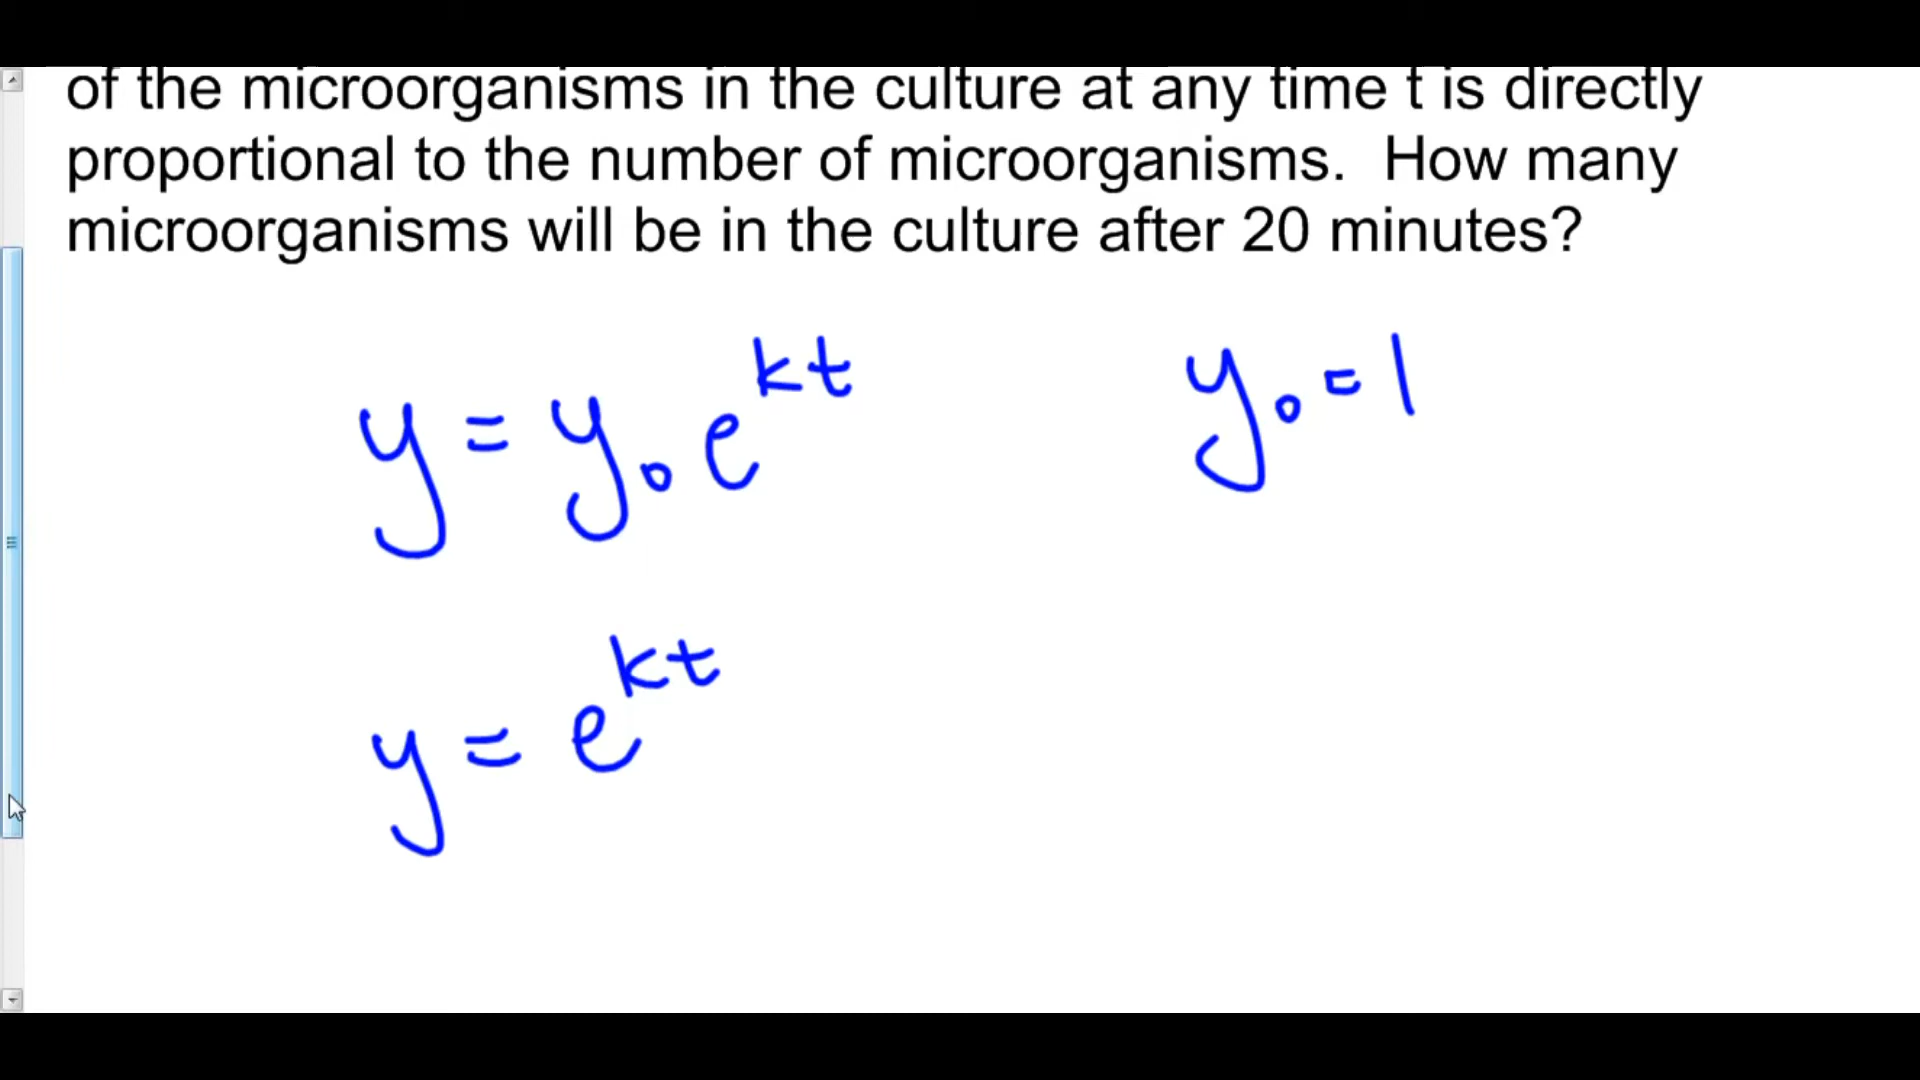 of the microorganisms in the culture at any time t is directly
proportional to the number of microorganisms. How many
microorganisms will be in the culture after 20 minutes?
y = y₀ e^{kt}
y₀ = 1
y = e^{kt}